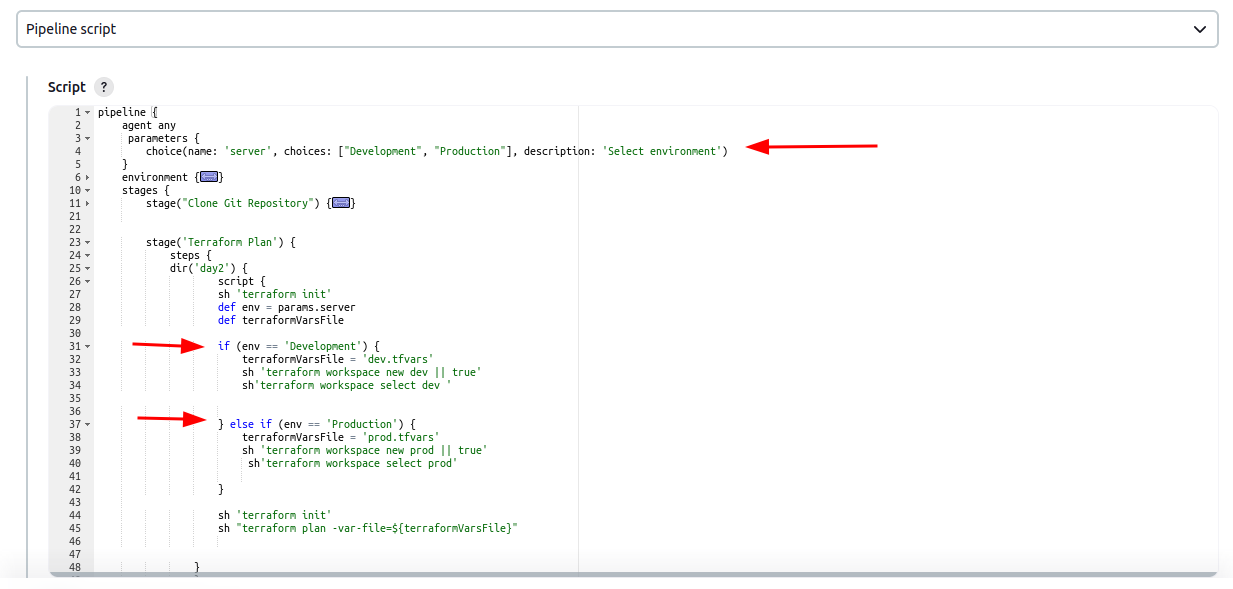 Pipeline script
Script ?
1 pipeline {
2     agent any
3      parameters {
4         choice(name: 'server', choices: ["Development", "Production"], description: 'Select environment')
5     }
6     environment {}
10     stages {
11         stage("Clone Git Repository") {}
21
22
23         stage('Terraform Plan') {
24             steps {
25             dir('day2') {
26                     script {
27                     sh 'terraform init'
28                     def env = params.server
29                     def terraformVarsFile
30
31                     if (env == 'Development') {
32                         terraformVarsFile = 'dev.tfvars'
33                         sh 'terraform workspace new dev || true'
34                         sh'terraform workspace select dev '
35
36
37                     } else if (env == 'Production') {
38                         terraformVarsFile = 'prod.tfvars'
39                         sh 'terraform workspace new prod || true'
40                          sh'terraform workspace select prod'
41
42                     }
43
44                     sh 'terraform init'
45                     sh "terraform plan -var-file=${terraformVarsFile}"
46
47
48                 }